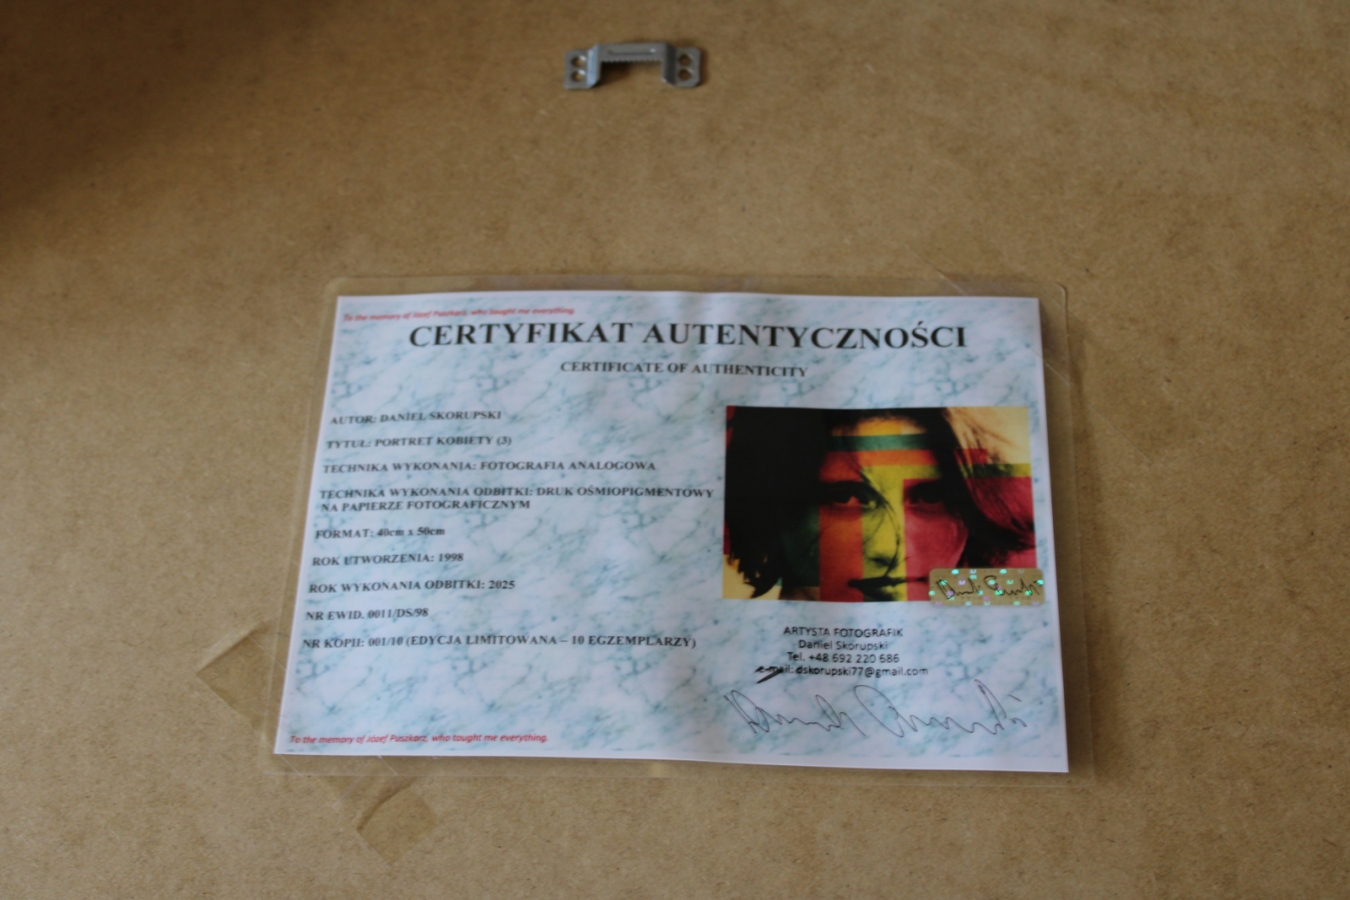 To the memory of Józef Paszkarz, who taught me everything.
CERTYFIKAT AUTENTYCZNOŚCI
CERTIFICATE OF AUTHENTICITY
AUTOR: DANIEL SKORUPSKI
TYTUŁ: PORTRET KOBIETY (3)
TECHNIKA WYKONANIA: FOTOGRAFIA ANALOGOWA
TECHNIKA WYKONANIA ODBITKI: DRUK OŚMIOPIGMENTOWY
NA PAPIERZE FOTOGRAFICZNYM
FORMAT: 40cm x 50cm
ROK UTWORZENIA: 1998
ROK WYKONANIA ODBITKI: 2025
NR EWID. 0011/DS/98
NR KOPII: 001/10 (EDYCJA LIMITOWANA – 10 EGZEMPLARZY)
ARTYSTA FOTOGRAFIK
Daniel Skorupski
Tel. +48 692 220 686
e-mail: dskorupski77@gmail.com
To the memory of Józef Paszkarz, who taught me everything.